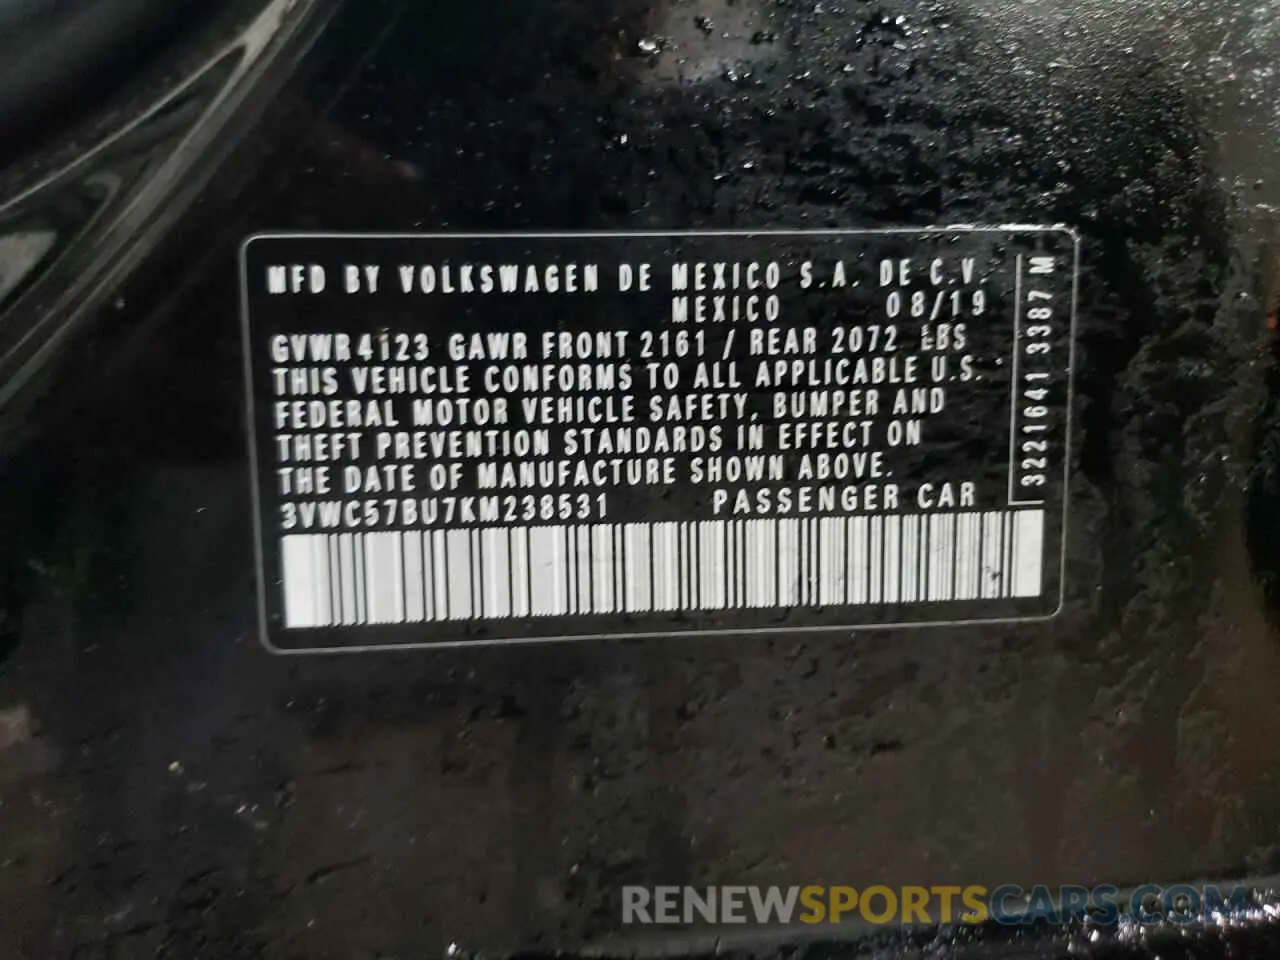 MFD BY VOLKSWAGEN DE MEXICO S.A. DE C.V.
MEXICO 08/19
GVWR 4123 GAWR FRONT 2161 / REAR 2072 LBS
THIS VEHICLE CONFORMS TO ALL APPLICABLE U.S.
FEDERAL MOTOR VEHICLE SAFETY, BUMPER AND
THEFT PREVENTION STANDARDS IN EFFECT ON
THE DATE OF MANUFACTURE SHOWN ABOVE.
3VWC57BU7KM238531 PASSENGER CAR
3221641 3387 M
RENEWSPORTSCARS.COM